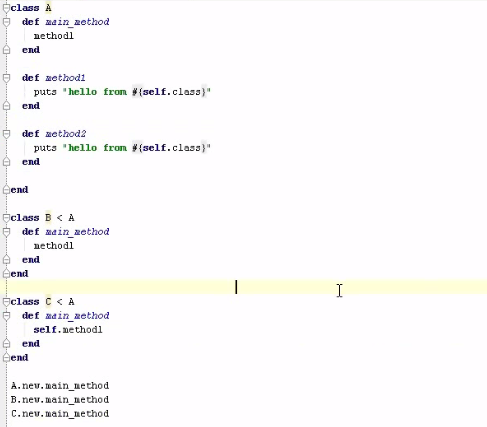 class A
def main_method
method1
end
def method1
puts "hello from #{self.class}"
end
def method2
puts "hello from #{self.class}"
end
end
class B < A
def main_method
method1
end
end
class C < A
def main_method
self.method1
end
end
A.new.main_method
B.new.main_method
C.new.main_method